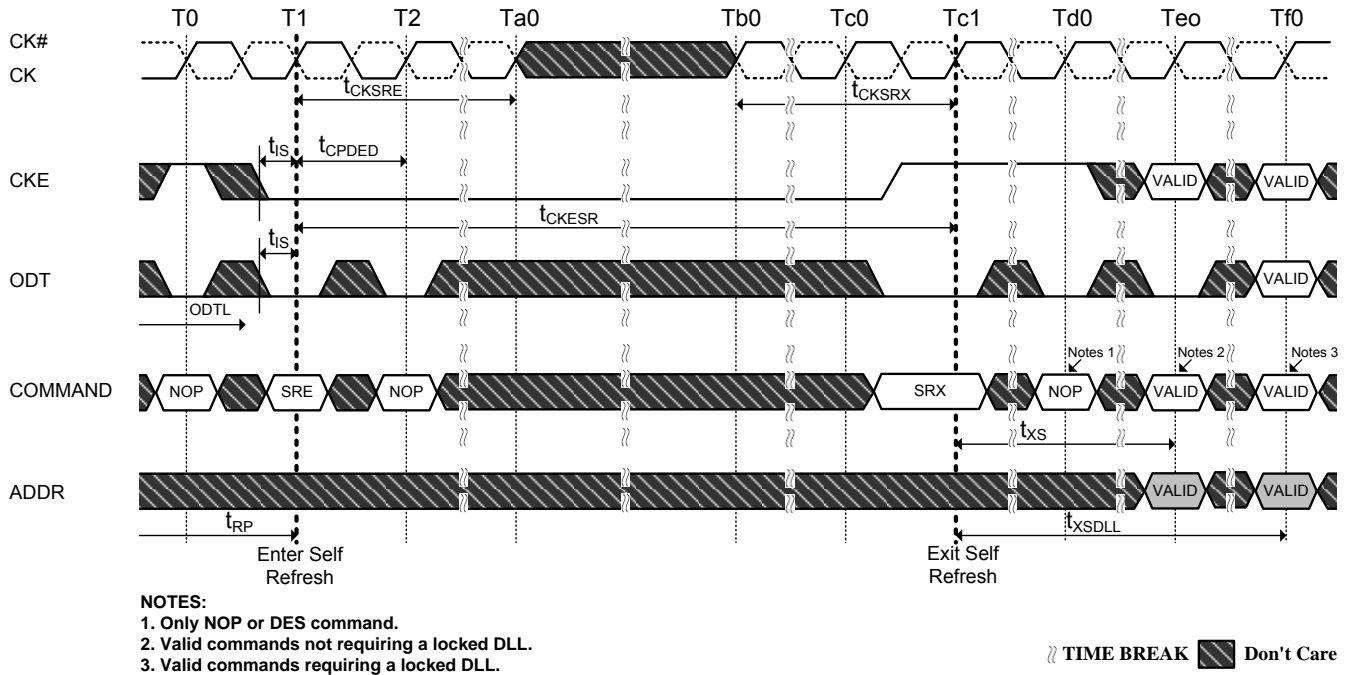 T0 T1 T2 Ta0 Tb0 Tc0 Tc1 Td0 Teo Tf0
CK#
CK
tCKSRE tCKSRX
tIS tCPDED
CKE VALID VALID
tCKESR
tIS
ODT VALID
ODTL
Notes 1 Notes 2 Notes 3
COMMAND NOP SRE NOP SRX NOP VALID VALID
tXS
ADDR VALID VALID
tRP tXSDLL
Enter Self
Refresh
Exit Self
Refresh
NOTES:
1. Only NOP or DES command.
2. Valid commands not requiring a locked DLL.
3. Valid commands requiring a locked DLL.
TIME BREAK Don't Care